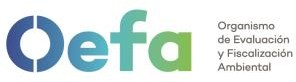 Oefa
Organismo
de Evaluación
y Fiscalización
Ambiental